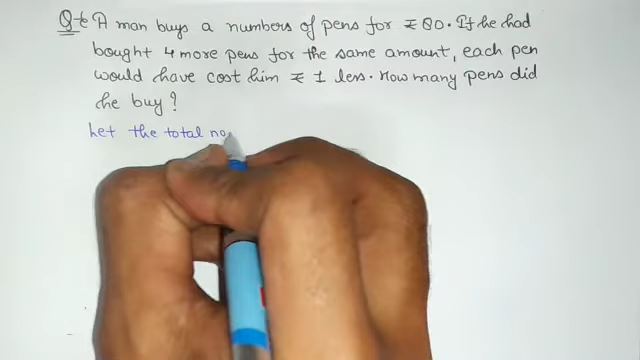 Q:- A man buys a numbers of pens for ₹ 80. If he had
bought 4 more pens for the same amount, each pen
would have cost him ₹ 1 less. How many pens did
he buy?
Let the total no